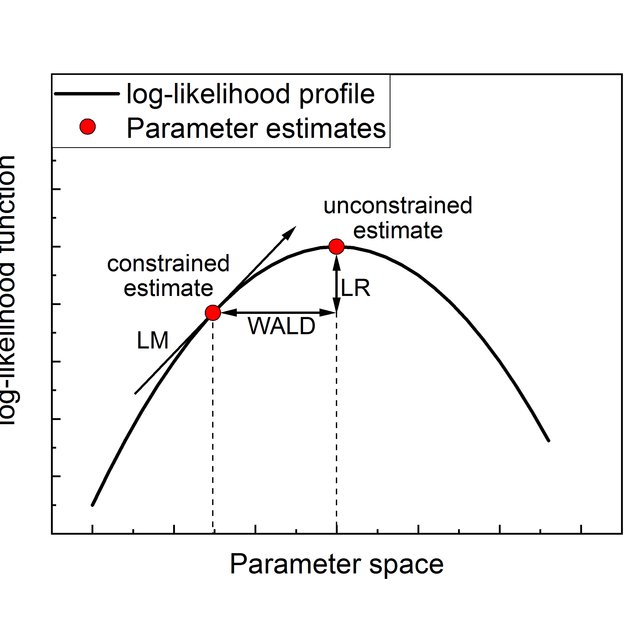 log-likelihood profile
Parameter estimates
unconstrained
estimate
constrained
estimate
LR
WALD
LM
log-likelihood function
Parameter space